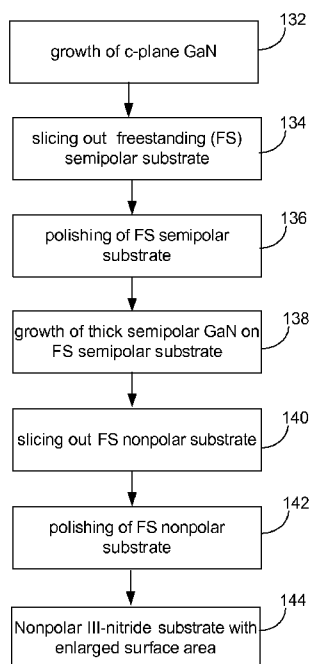 132
growth of c-plane GaN
134
slicing out freestanding (FS)
semipolar substrate
136
polishing of FS semipolar
substrate
138
growth of thick semipolar GaN on
FS semipolar substrate
140
slicing out FS nonpolar substrate
142
polishing of FS nonpolar
substrate
144
Nonpolar III-nitride substrate with
enlarged surface area